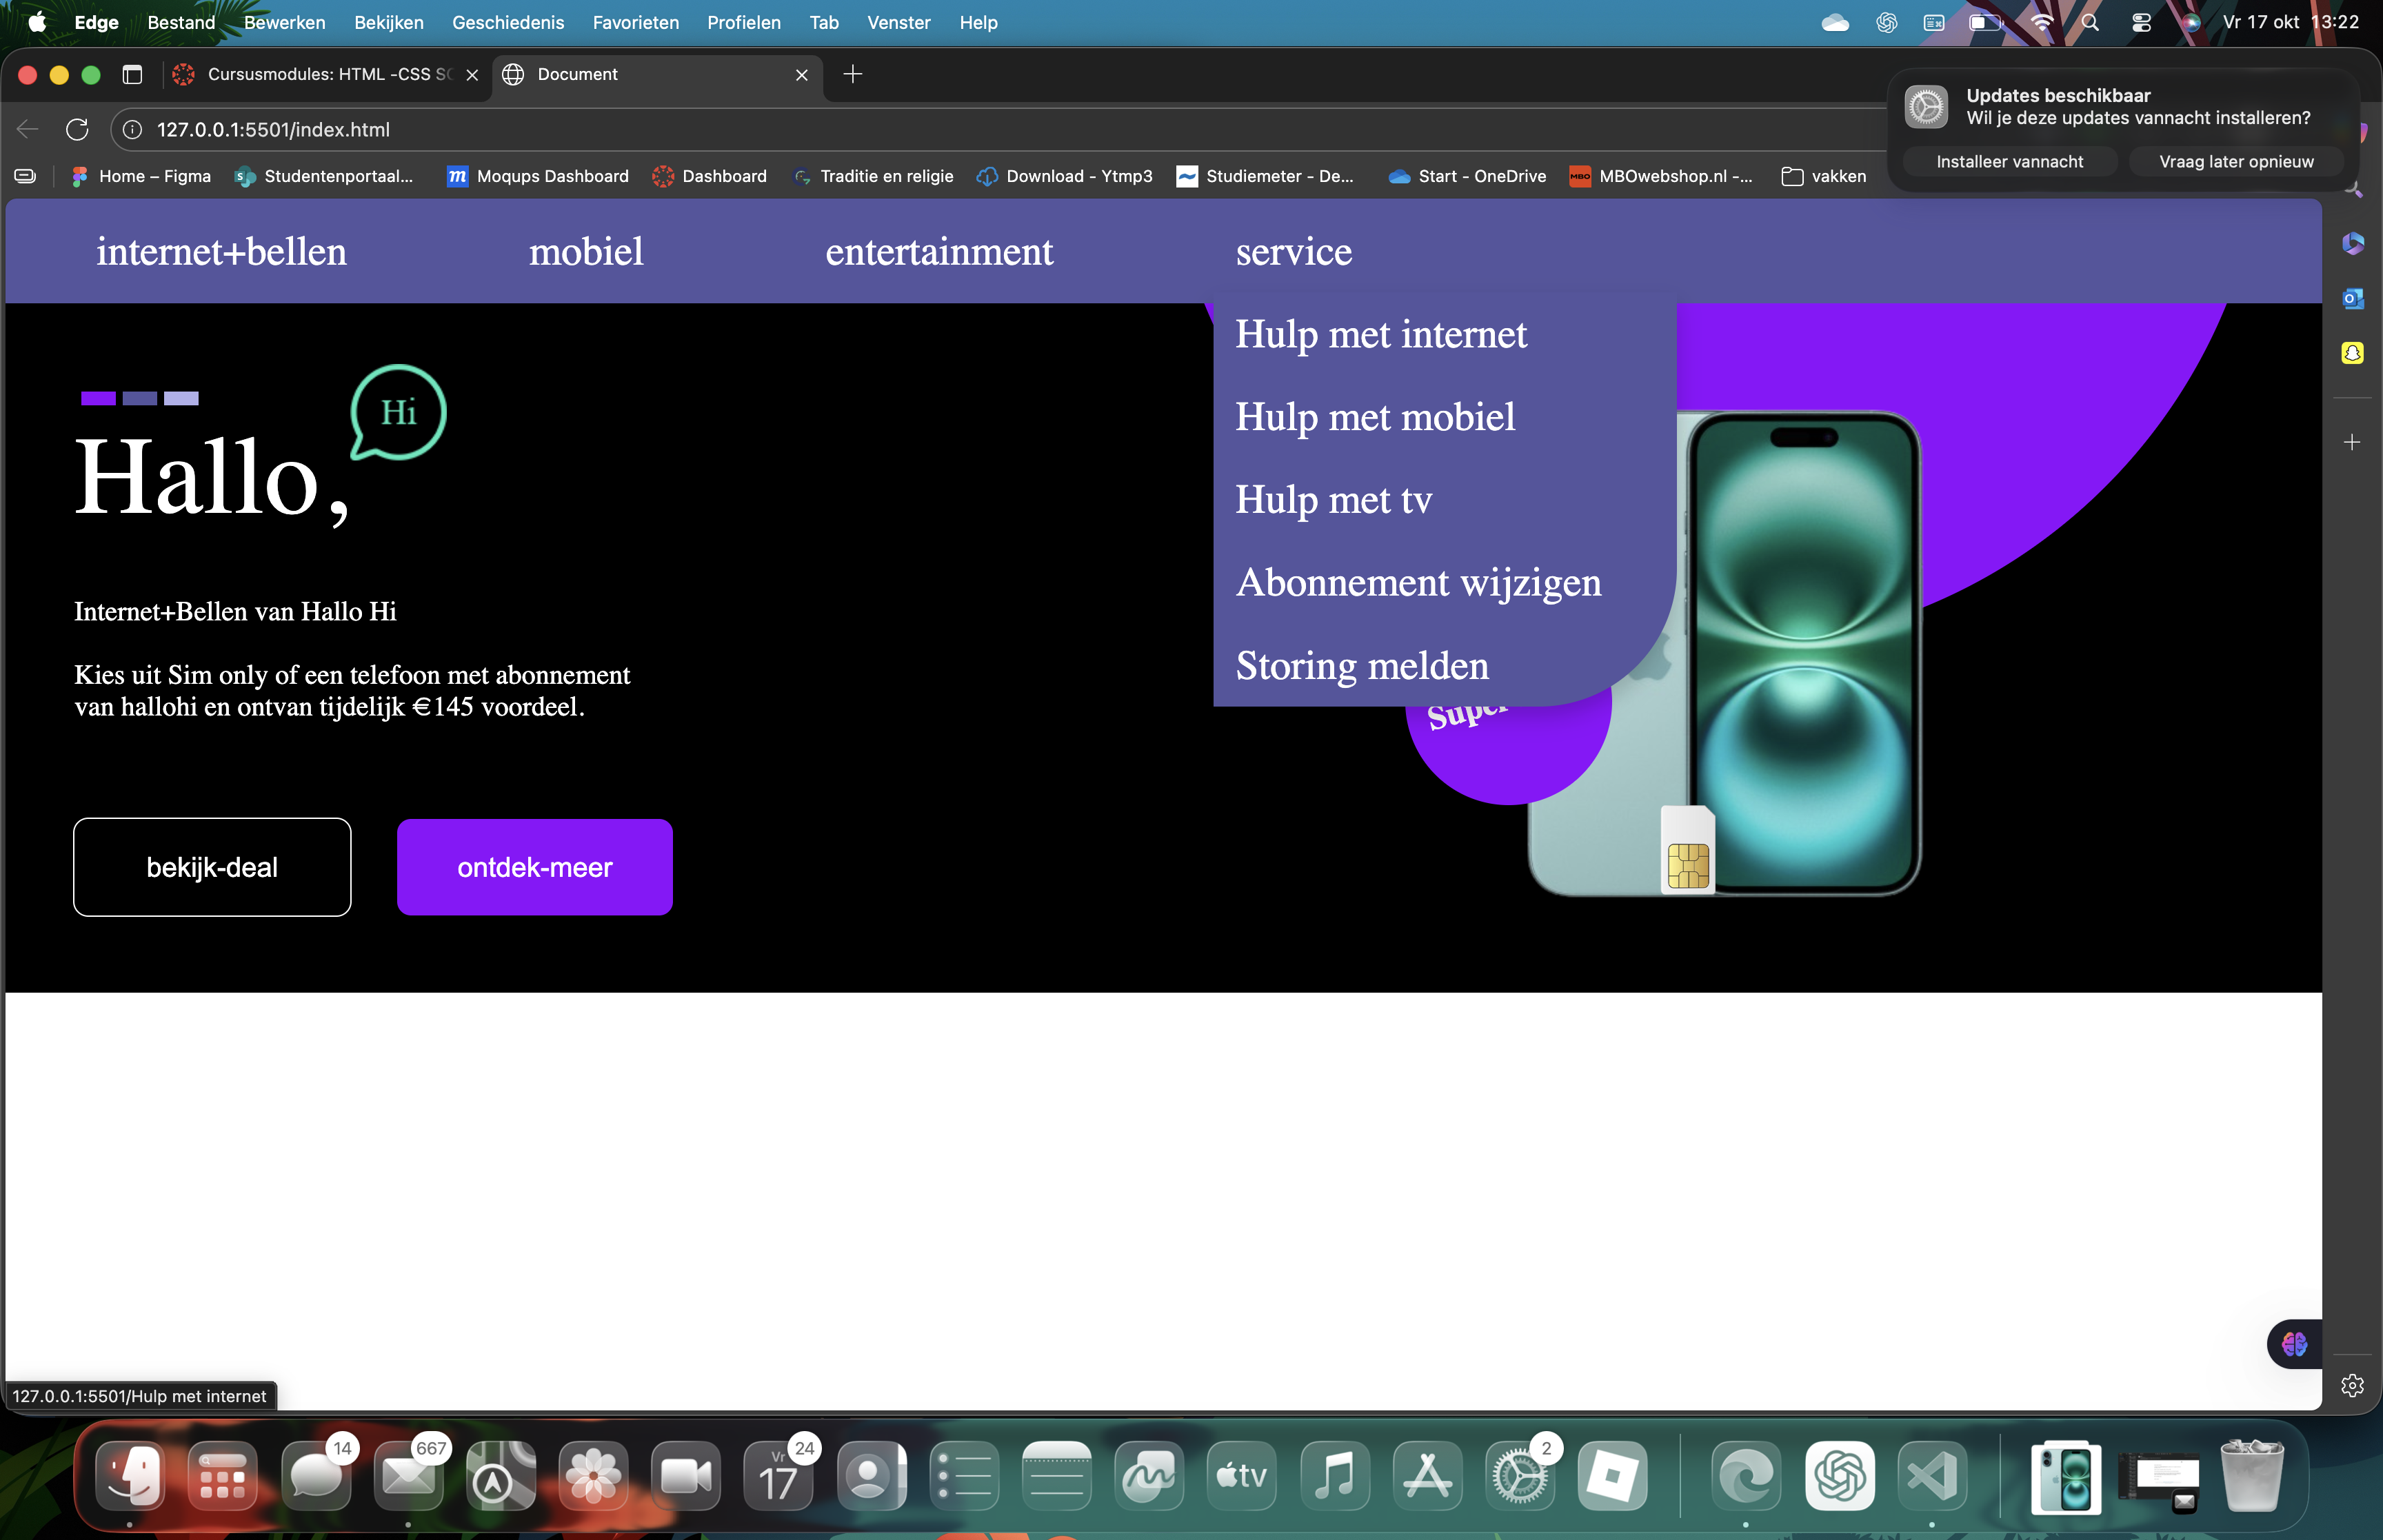 Edge Bestand Bewerken Bekijken Geschiedenis Favorieten Profielen Tab Venster Help Vr 17 okt 13:22
Cursusmodules: HTML -CSS SC Document
Updates beschikbaar
Wil je deze updates vannacht installeren?
Installeer vannacht Vraag later opnieuw
127.0.0.1:5501/index.html
Home – Figma Studentenportaal... Moqups Dashboard Dashboard Traditie en religie Download - Ytmp3 Studiemeter - De... Start - OneDrive MBOwebshop.nl -... vakken
internet+bellen mobiel entertainment service
Hulp met internet
Hulp met mobiel
Hulp met tv
Abonnement wijzigen
Storing melden
Hi
Hallo,
Internet+Bellen van Hallo Hi
Kies uit Sim only of een telefoon met abonnement
van hallohi en ontvan tijdelijk €145 voordeel.
Super
bekijk-deal ontdek-meer
127.0.0.1:5501/Hulp met internet
14 667 24 2
Vr
17
tv